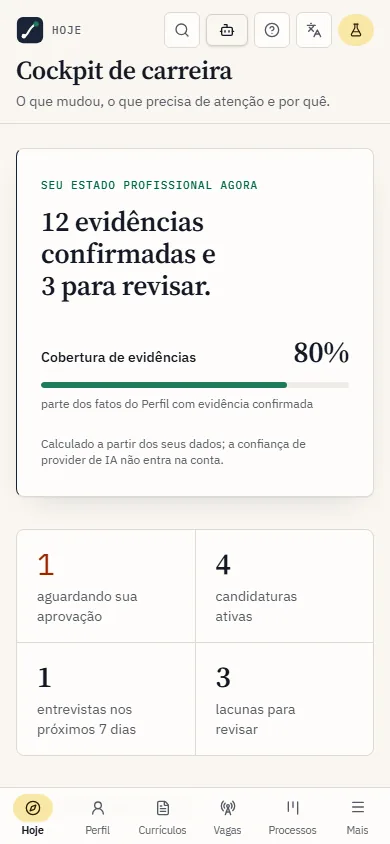 HOJE
Cockpit de carreira
O que mudou, o que precisa de atenção e por quê.
SEU ESTADO PROFISSIONAL AGORA
12 evidências
confirmadas e
3 para revisar.
Cobertura de evidências 80%
parte dos fatos do Perfil com evidência confirmada
Calculado a partir dos seus dados; a confiança de
provider de IA não entra na conta.
1
aguardando sua
aprovação
4
candidaturas
ativas
1
entrevistas nos
próximos 7 dias
3
lacunas para
revisar
Hoje Perfil Currículos Vagas Processos Mais